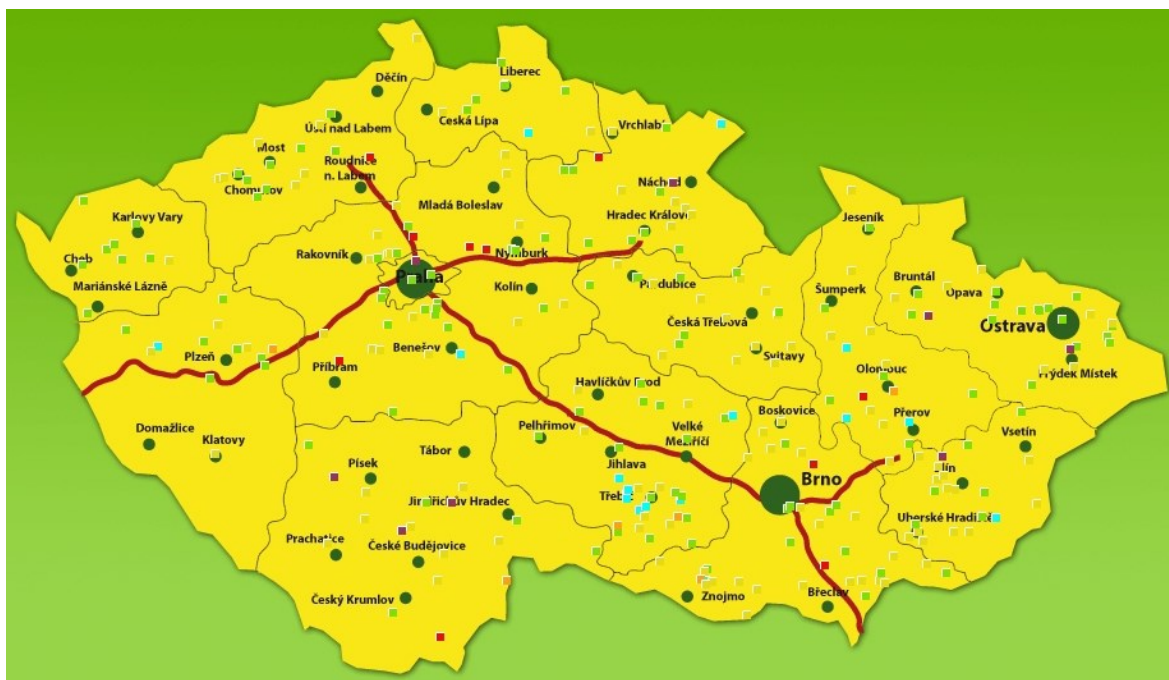 Liberec
Děčín
Ústí nad Labem
Česká Lípa
Vrchlabí
Most
Roudnice
n. Labem
Chomutov
Náchod
Mladá Boleslav
Karlovy Vary
Hradec Králové
Jeseník
Rakovník
Nymburk
Cheb
Praha
Mariánské Lázně
Kolín
Pardubice
Šumperk
Bruntál
Opava
Česká Třebová
Ostrava
Plzeň
Benešov
Svitavy
Příbram
Olomouc
Frýdek Místek
Havlíčkův Brod
Boskovice
Přerov
Domažlice
Klatovy
Pelhřimov
Velké
Meziříčí
Vsetín
Tábor
Písek
Jihlava
Brno
Zlín
Jindřichův Hradec
Třebíč
Uherské Hradiště
Prachatice
České Budějovice
Český Krumlov
Znojmo
Břeclav